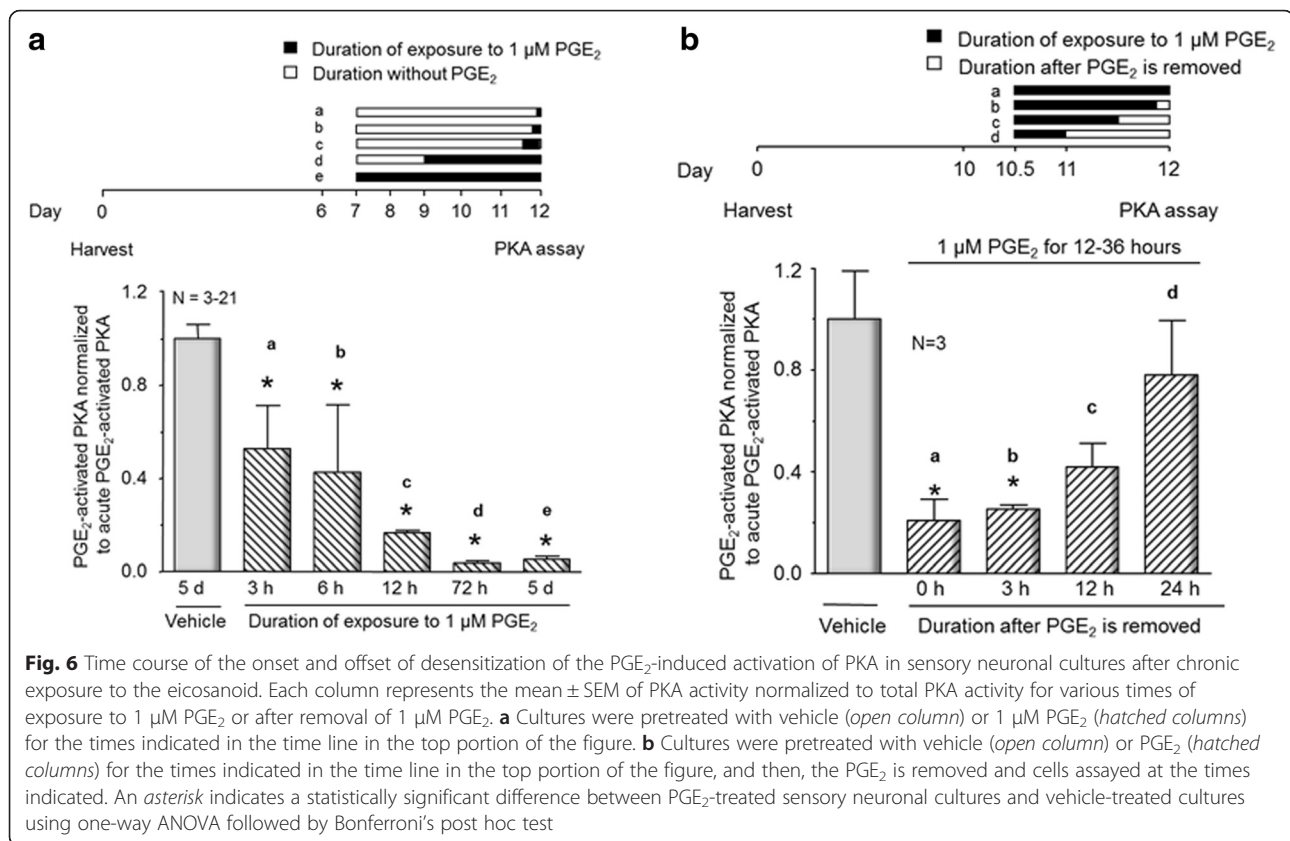 a
Duration of exposure to 1 µM PGE₂
Duration without PGE₂
a
b
c
d
e
Day 0 6 7 8 9 10 11 12
Harvest PKA assay
PGE₂-activated PKA normalized
to acute PGE₂-activated PKA
1.2
0.8
0.4
0.0
N = 3-21
a
*
b
*
c
*
d
*
e
*
5 d 3 h 6 h 12 h 72 h 5 d
Vehicle Duration of exposure to 1 µM PGE₂
b
Duration of exposure to 1 µM PGE₂
Duration after PGE₂ is removed
a
b
c
d
Day 0 10 10.5 11 12
Harvest PKA assay
1 µM PGE₂ for 12-36 hours
PGE₂-activated PKA normalized
to acute PGE₂-activated PKA
1.2
0.8
0.4
0.0
N=3
a
*
b
*
c
d
0 h 3 h 12 h 24 h
Vehicle Duration after PGE₂ is removed
Fig. 6 Time course of the onset and offset of desensitization of the PGE₂-induced activation of PKA in sensory neuronal cultures after chronic
exposure to the eicosanoid. Each column represents the mean ± SEM of PKA activity normalized to total PKA activity for various times of
exposure to 1 µM PGE₂ or after removal of 1 µM PGE₂. a Cultures were pretreated with vehicle (open column) or 1 µM PGE₂ (hatched columns)
for the times indicated in the time line in the top portion of the figure. b Cultures were pretreated with vehicle (open column) or PGE₂ (hatched
columns) for the times indicated in the time line in the top portion of the figure, and then, the PGE₂ is removed and cells assayed at the times
indicated. An asterisk indicates a statistically significant difference between PGE₂-treated sensory neuronal cultures and vehicle-treated cultures
using one-way ANOVA followed by Bonferroni's post hoc test